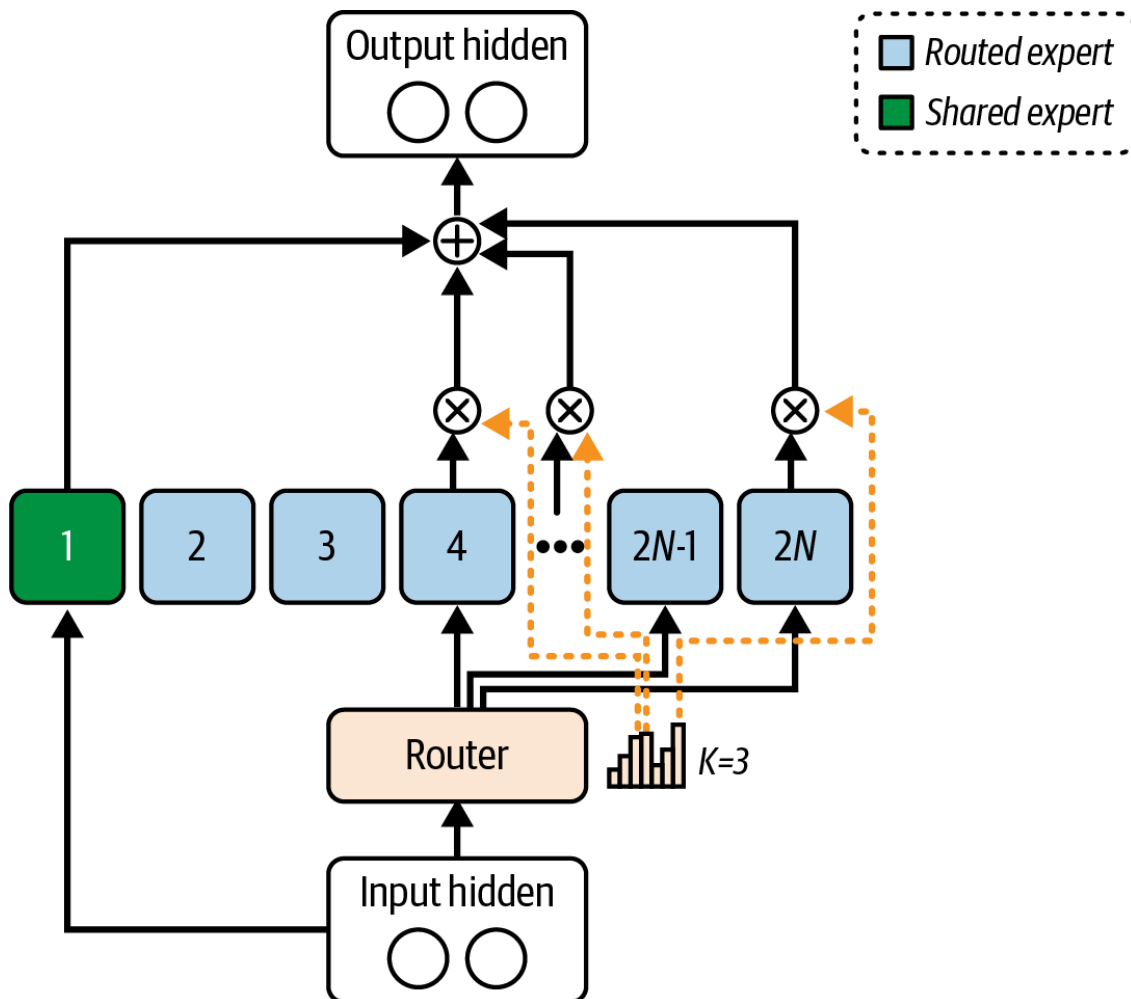 Output hidden
Routed expert
Shared expert
1
2
3
4
...
2N-1
2N
Router
K=3
Input hidden